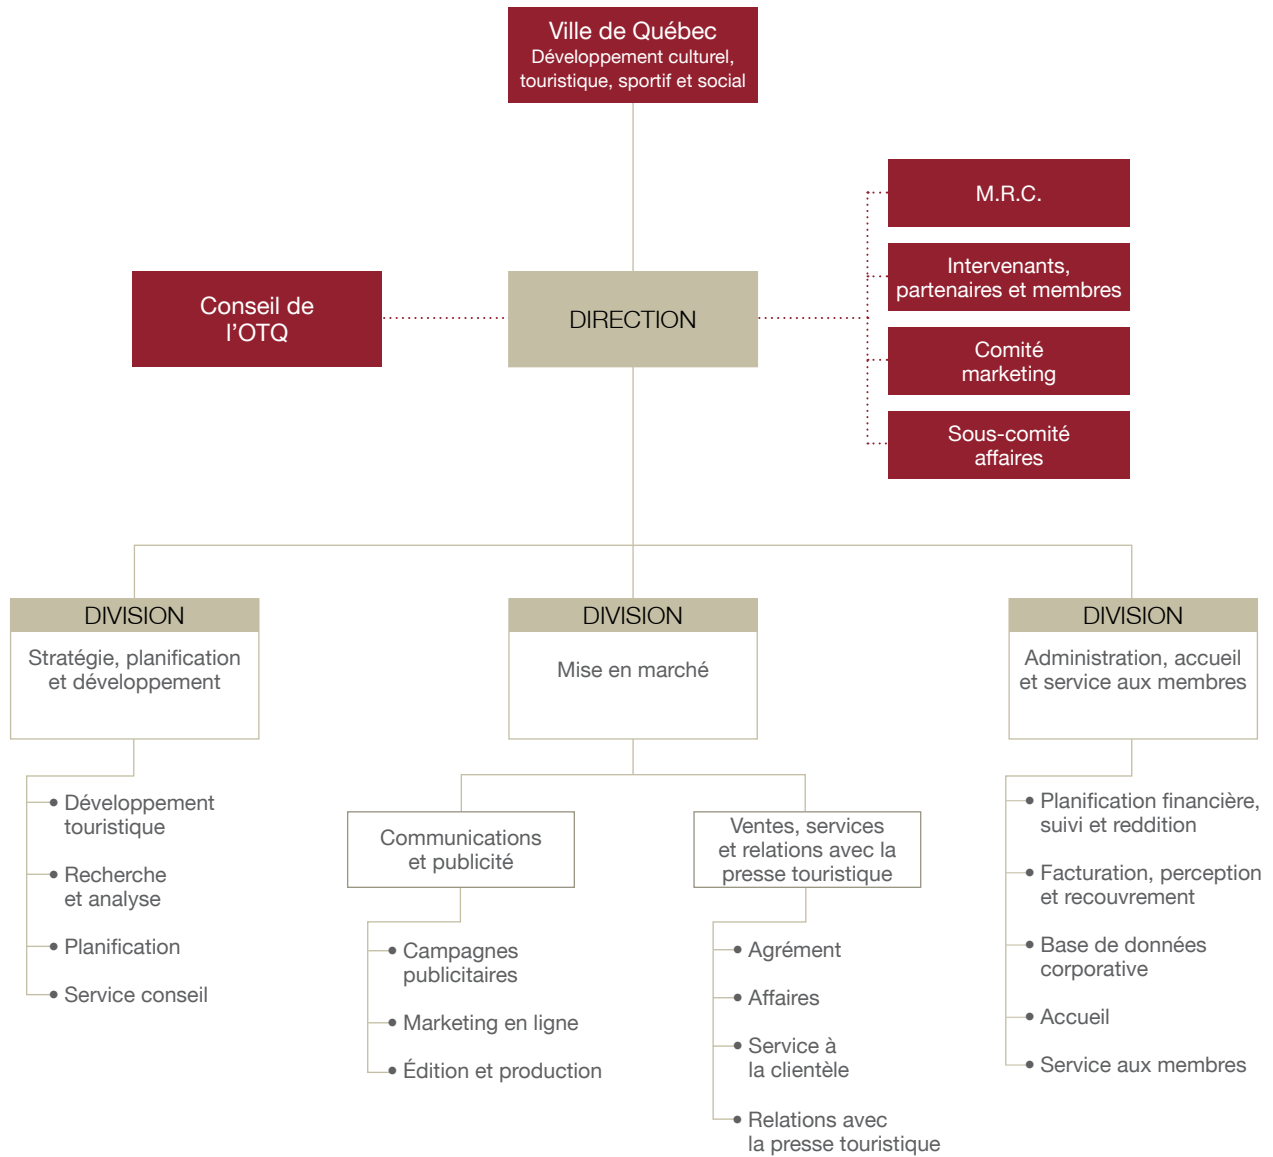 Ville de Québec
Développement culturel,
touristique, sportif et social
M.R.C.
Intervenants,
partenaires et membres
Conseil de
l’OTQ
DIRECTION
Comité
marketing
Sous-comité
affaires
DIVISION
Stratégie, planification
et développement
DIVISION
Mise en marché
DIVISION
Administration, accueil
et service aux membres
• Développement
touristique
• Recherche
et analyse
• Planification
• Service conseil
Communications
et publicité
• Campagnes
publicitaires
• Marketing en ligne
• Édition et production
Ventes, services
et relations avec la
presse touristique
• Agrément
• Affaires
• Service à
la clientèle
• Relations avec
la presse touristique
• Planification financière,
suivi et reddition
• Facturation, perception
et recouvrement
• Base de données
corporative
• Accueil
• Service aux membres